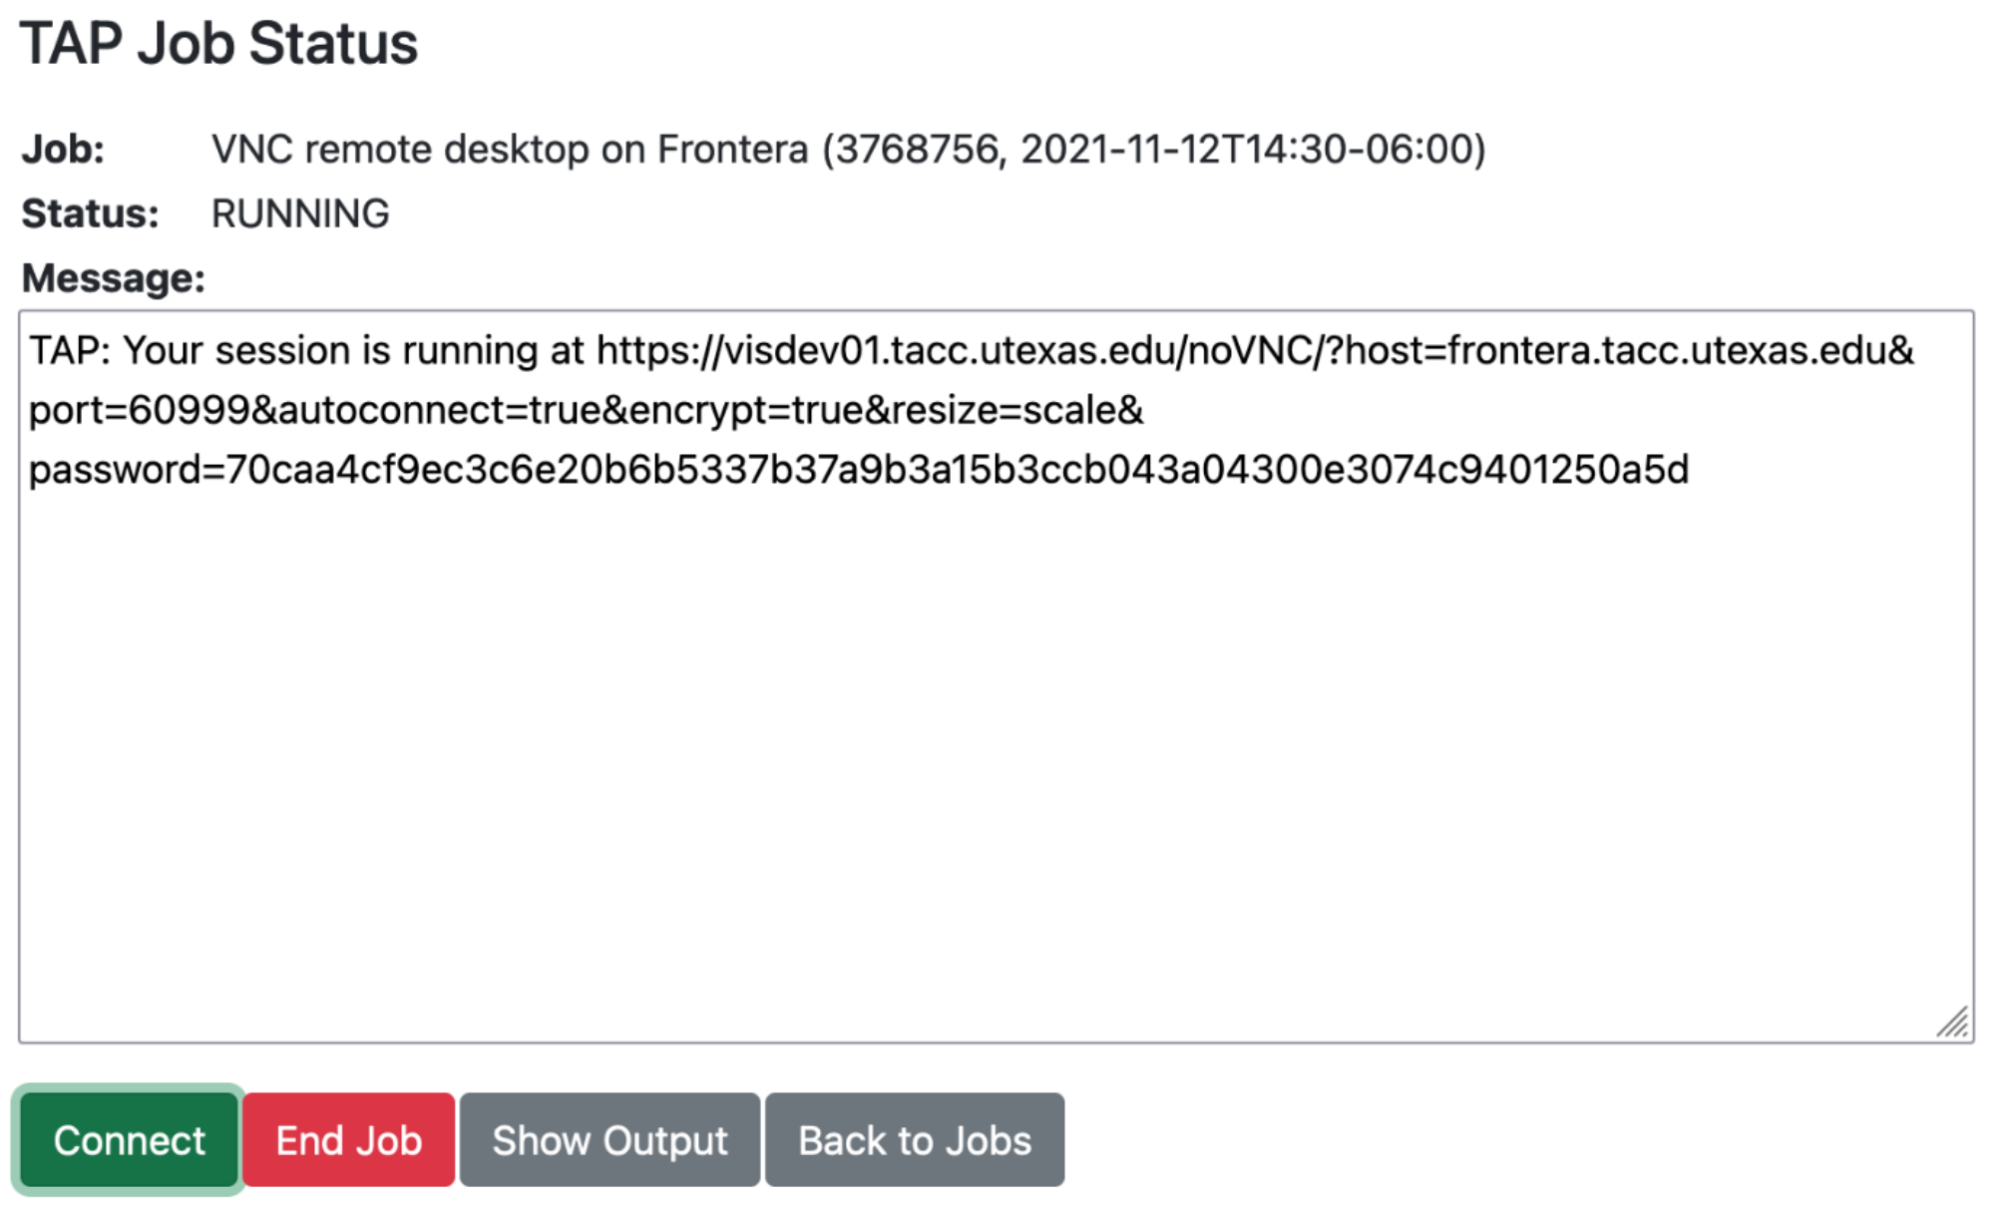 TAP Job Status
Job: VNC remote desktop on Frontera (3768756, 2021-11-12T14:30-06:00)
Status: RUNNING
Message:
TAP: Your session is running at https://visdev01.tacc.utexas.edu/noVNC/?host=frontera.tacc.utexas.edu&
port=60999&autoconnect=true&encrypt=true&resize=scale&
password=70caa4cf9ec3c6e20b6b5337b37a9b3a15b3ccb043a04300e3074c9401250a5d
Connect End Job Show Output Back to Jobs